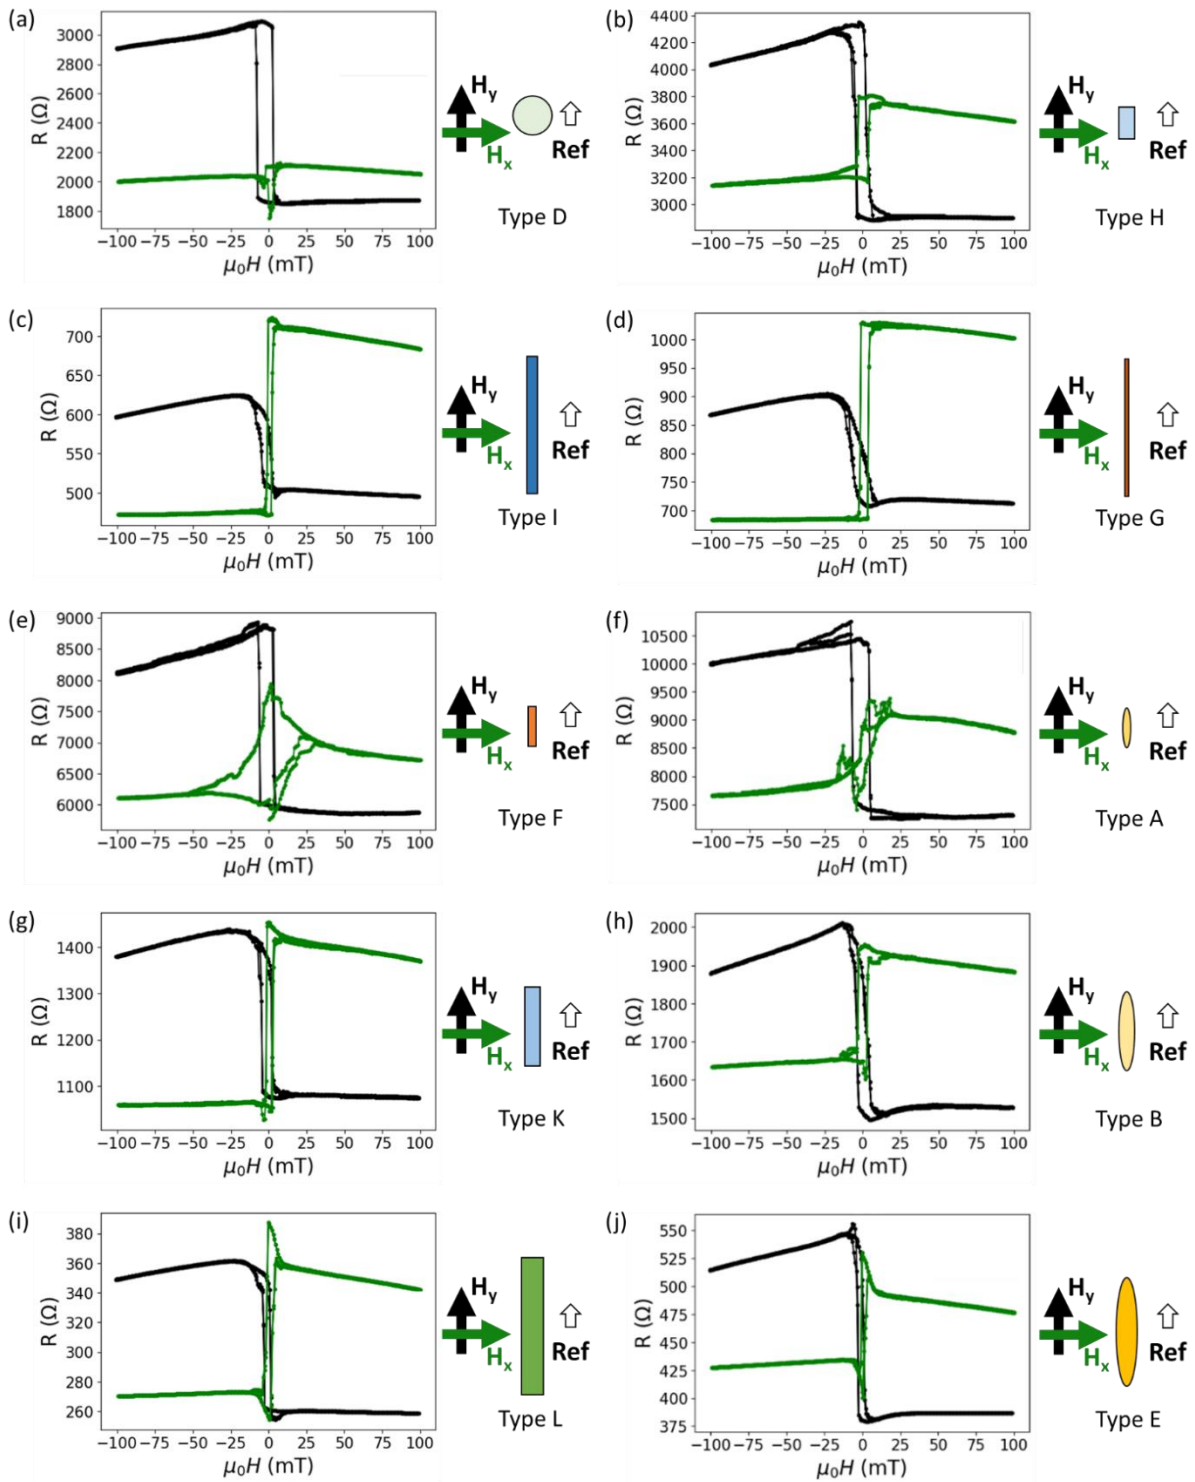 (a)
3000
2800
2600
2400
2200
2000
1800
R (Ω)
−100 −75 −50 −25 0 25 50 75 100
μ₀H (mT)
Hy
Hx
Ref
Type D
(b)
4400
4200
4000
3800
3600
3400
3200
3000
R (Ω)
−100 −75 −50 −25 0 25 50 75 100
μ₀H (mT)
Hy
Hx
Ref
Type H
(c)
700
650
600
550
500
R (Ω)
−100 −75 −50 −25 0 25 50 75 100
μ₀H (mT)
Hy
Hx
Ref
Type I
(d)
1000
950
900
850
800
750
700
R (Ω)
−100 −75 −50 −25 0 25 50 75 100
μ₀H (mT)
Hy
Hx
Ref
Type G
(e)
9000
8500
8000
7500
7000
6500
6000
R (Ω)
−100 −75 −50 −25 0 25 50 75 100
μ₀H (mT)
Hy
Hx
Ref
Type F
(f)
10500
10000
9500
9000
8500
8000
7500
R (Ω)
−100 −75 −50 −25 0 25 50 75 100
μ₀H (mT)
Hy
Hx
Ref
Type A
(g)
1400
1300
1200
1100
R (Ω)
−100 −75 −50 −25 0 25 50 75 100
μ₀H (mT)
Hy
Hx
Ref
Type K
(h)
2000
1900
1800
1700
1600
1500
R (Ω)
−100 −75 −50 −25 0 25 50 75 100
μ₀H (mT)
Hy
Hx
Ref
Type B
(i)
380
360
340
320
300
280
260
R (Ω)
−100 −75 −50 −25 0 25 50 75 100
μ₀H (mT)
Hy
Hx
Ref
Type L
(j)
550
525
500
475
450
425
400
375
R (Ω)
−100 −75 −50 −25 0 25 50 75 100
μ₀H (mT)
Hy
Hx
Ref
Type E